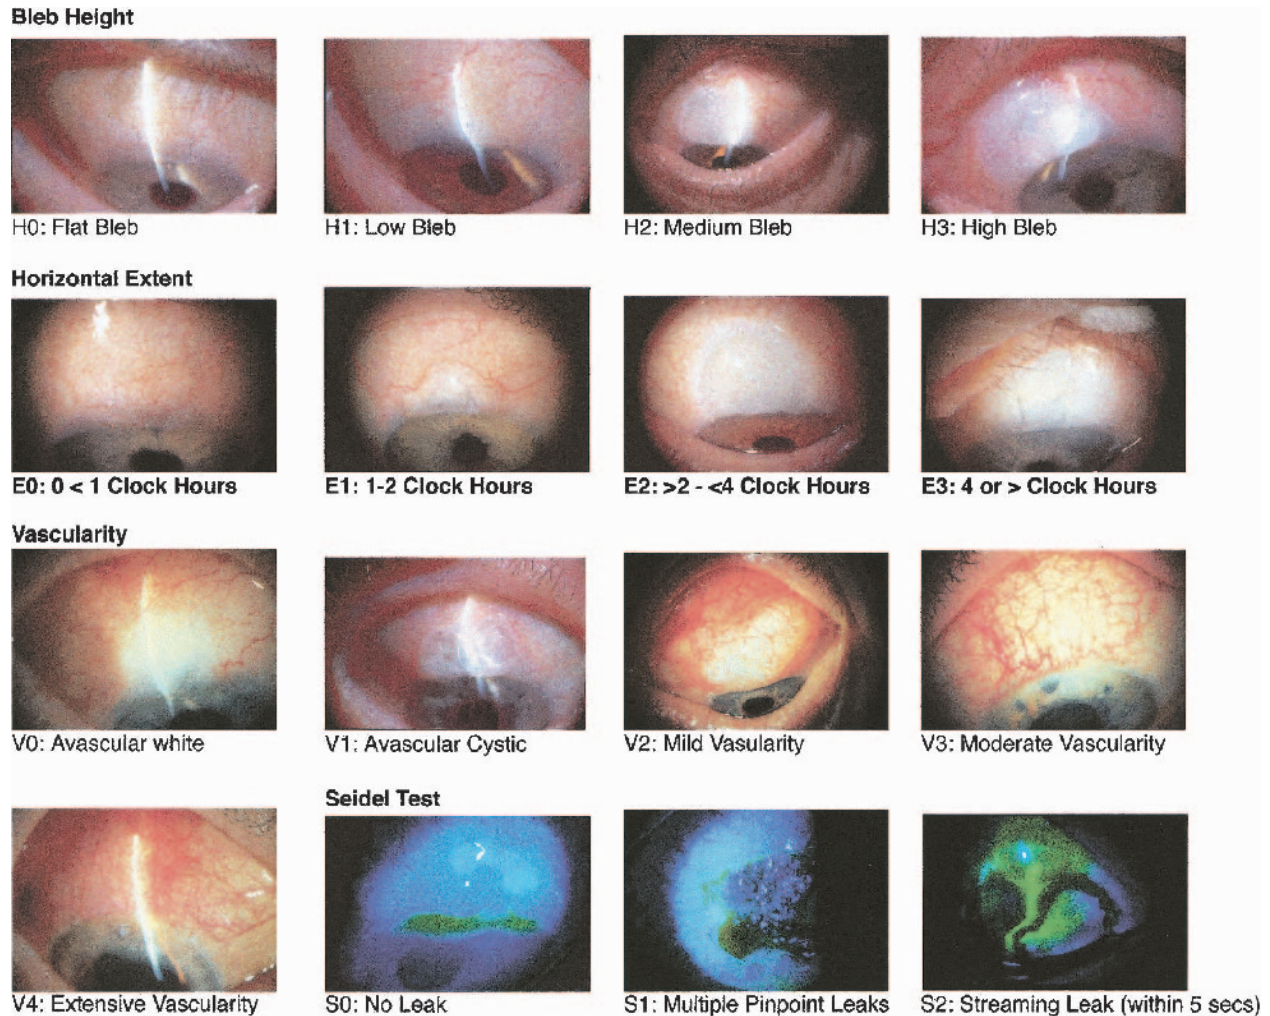 Bleb Height
H0: Flat Bleb
H1: Low Bleb
H2: Medium Bleb
H3: High Bleb
Horizontal Extent
E0: 0 < 1 Clock Hours
E1: 1-2 Clock Hours
E2: >2 - <4 Clock Hours
E3: 4 or > Clock Hours
Vascularity
V0: Avascular white
V1: Avascular Cystic
V2: Mild Vasularity
V3: Moderate Vascularity
V4: Extensive Vascularity
Seidel Test
S0: No Leak
S1: Multiple Pinpoint Leaks
S2: Streaming Leak (within 5 secs)